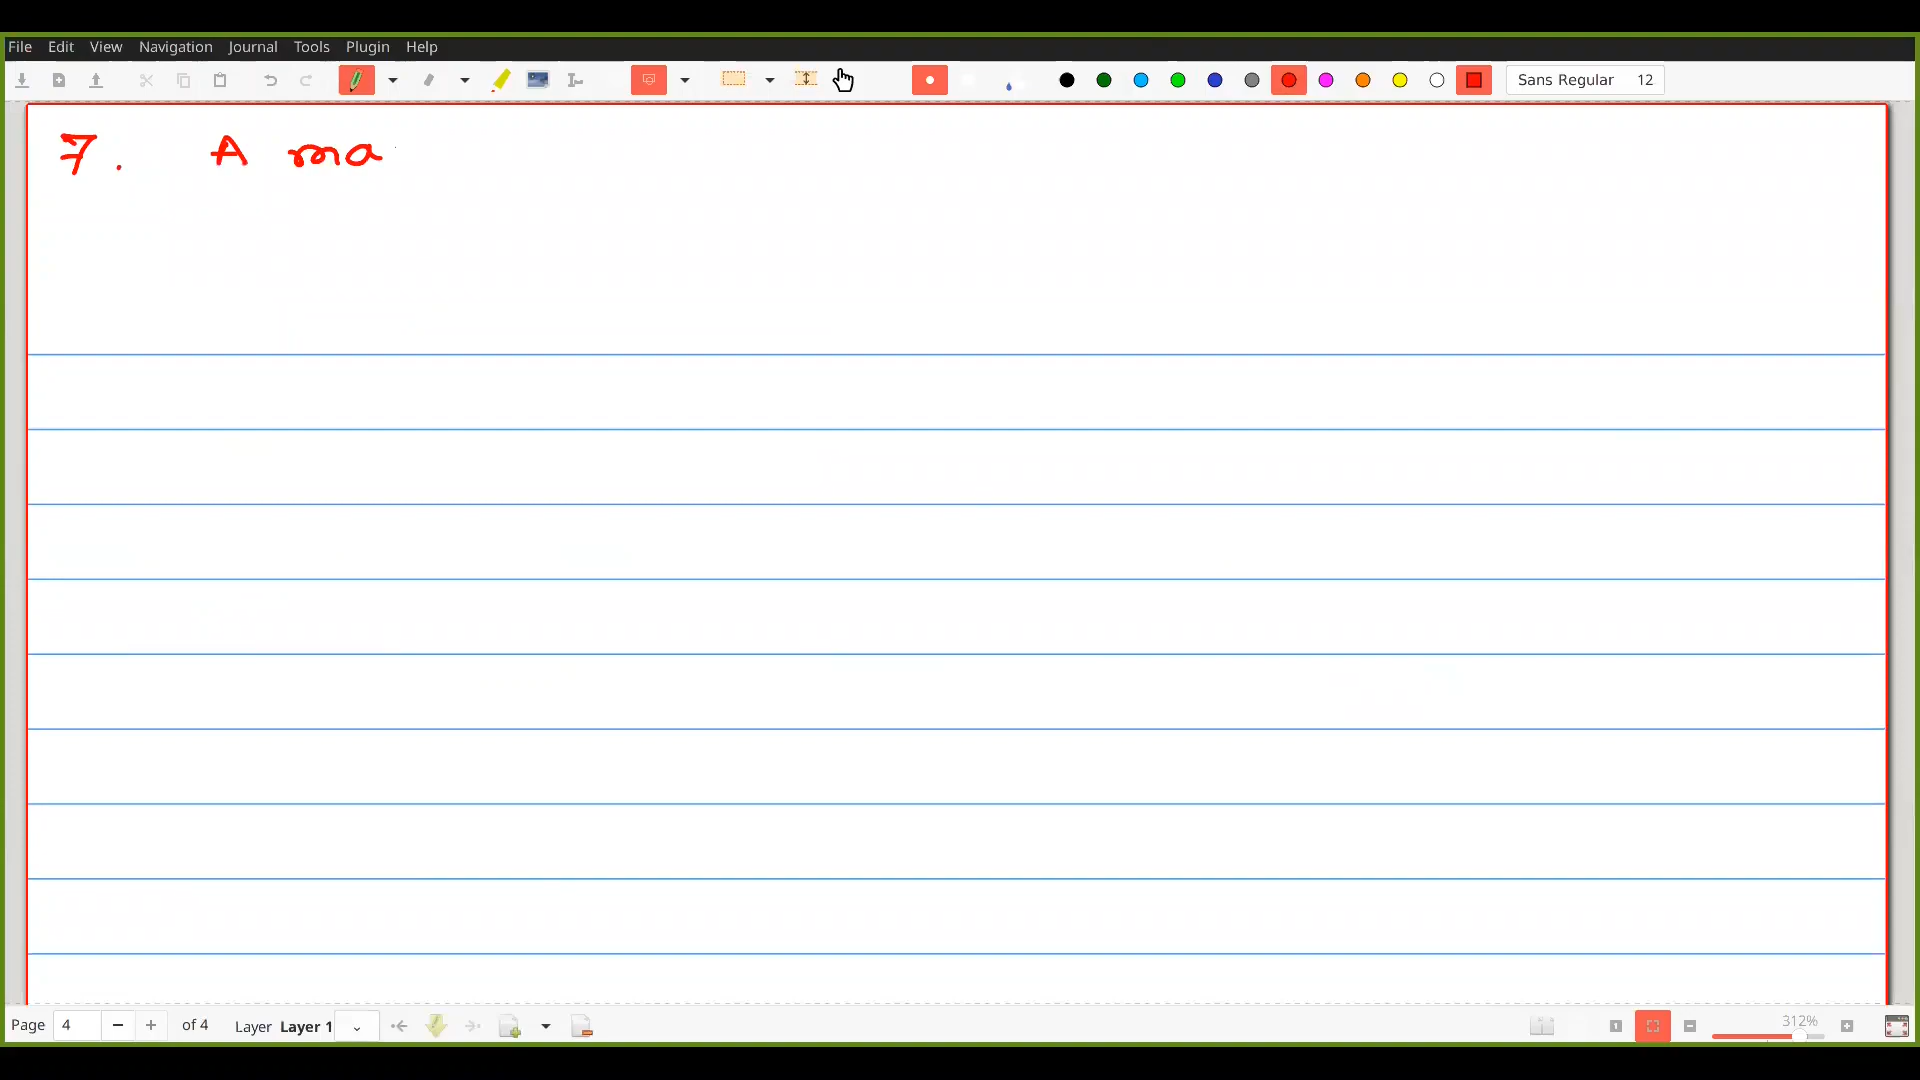 File Edit View Navigation Journal Tools Plugin Help
Sans Regular 12
7. A ma
Page 4 of 4 Layer Layer 1 312%